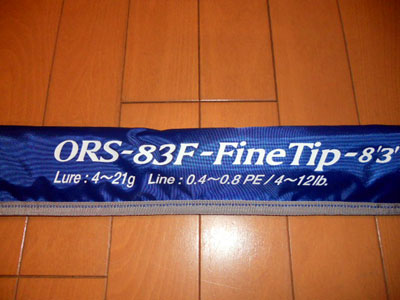 ORS-83F-FineTip-8'3"
Lure : 4～21g Line : 0.4～0.8 PE / 4～12lb.